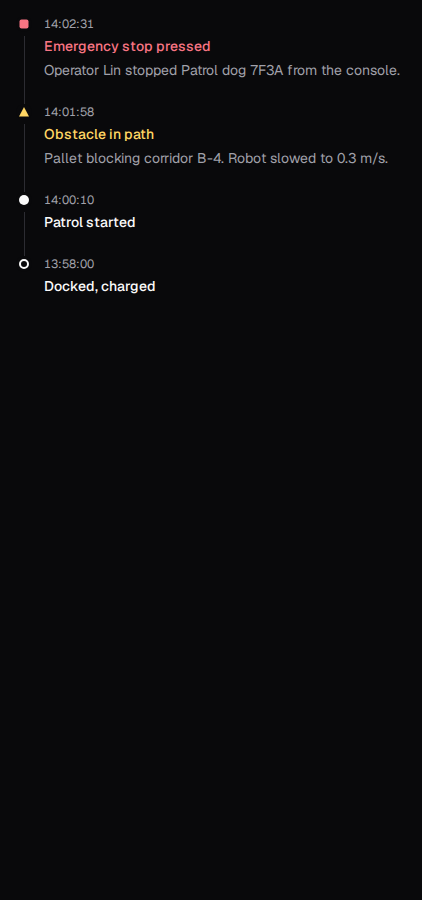 14:02:31
Emergency stop pressed
Operator Lin stopped Patrol dog 7F3A from the console.
14:01:58
Obstacle in path
Pallet blocking corridor B-4. Robot slowed to 0.3 m/s.
14:00:10
Patrol started
13:58:00
Docked, charged